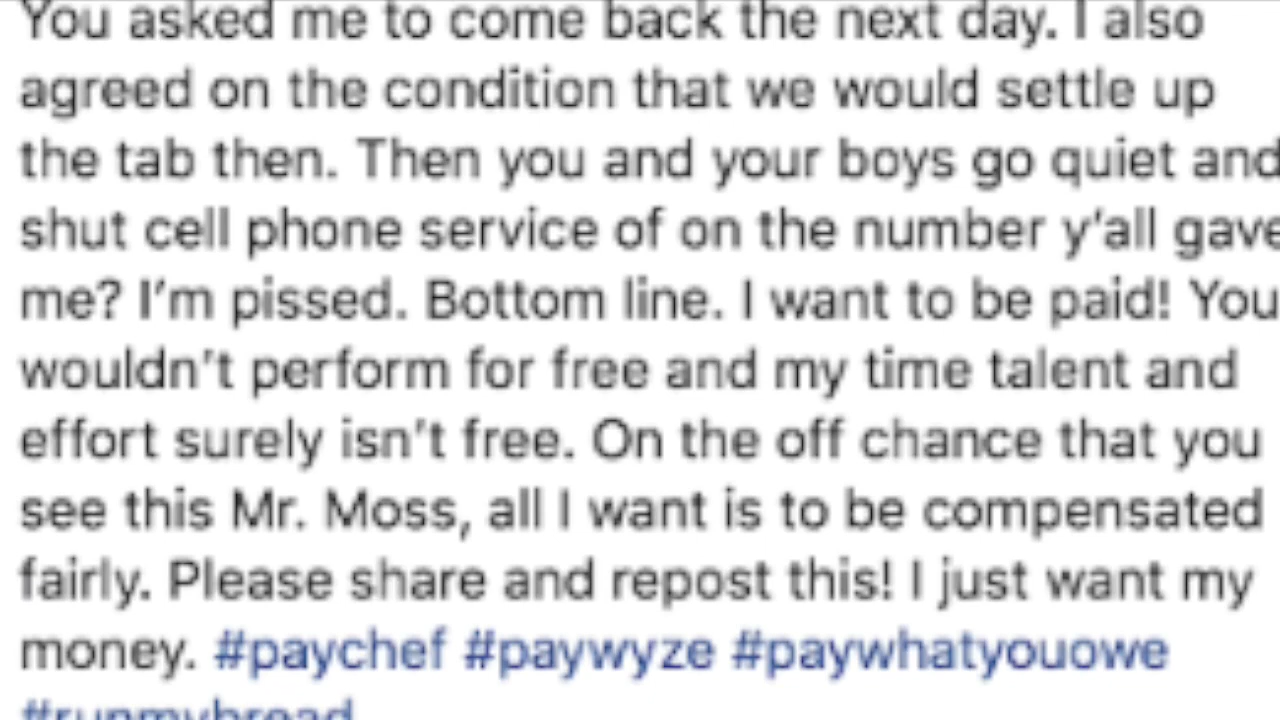 You asked me to come back the next day. I also
agreed on the condition that we would settle up
the tab then. Then you and your boys go quiet and
shut cell phone service of on the number y’all gave
me? I’m pissed. Bottom line. I want to be paid! You
wouldn’t perform for free and my time talent and
effort surely isn’t free. On the off chance that you
see this Mr. Moss, all I want is to be compensated
fairly. Please share and repost this! I just want my
money. #paychef #paywyze #paywhatyouowe
#runmybread